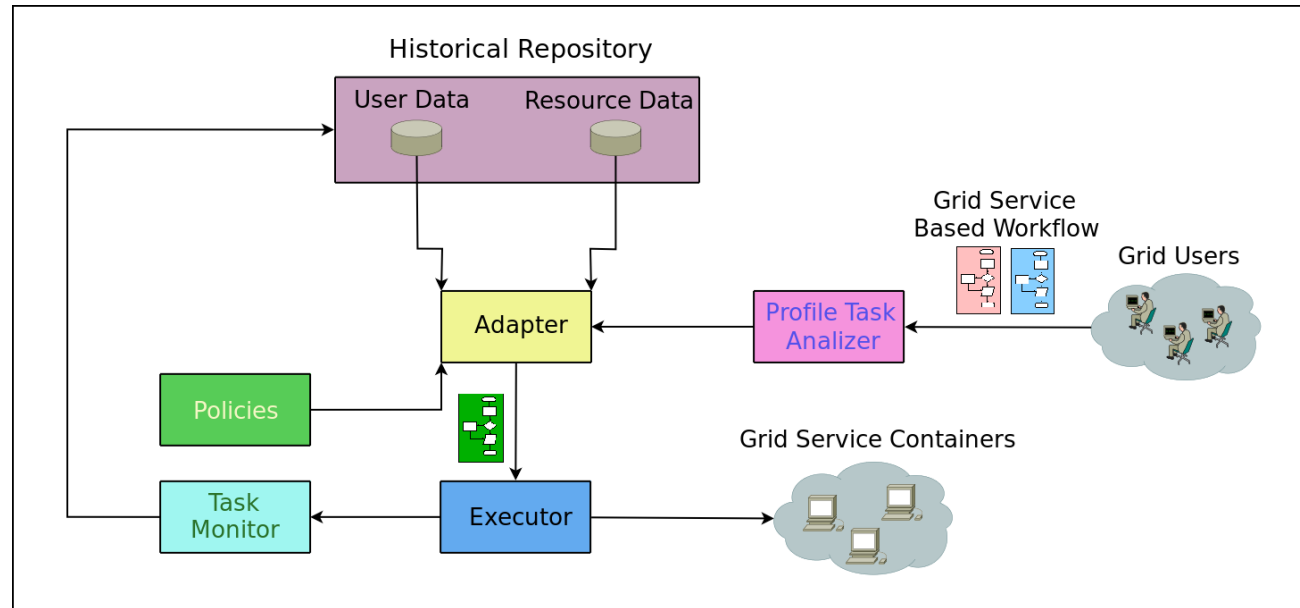 Historical Repository
User Data
Resource Data
Grid Service
Based Workflow
Grid Users
Adapter
Profile Task
Analizer
Policies
Grid Service Containers
Task
Monitor
Executor